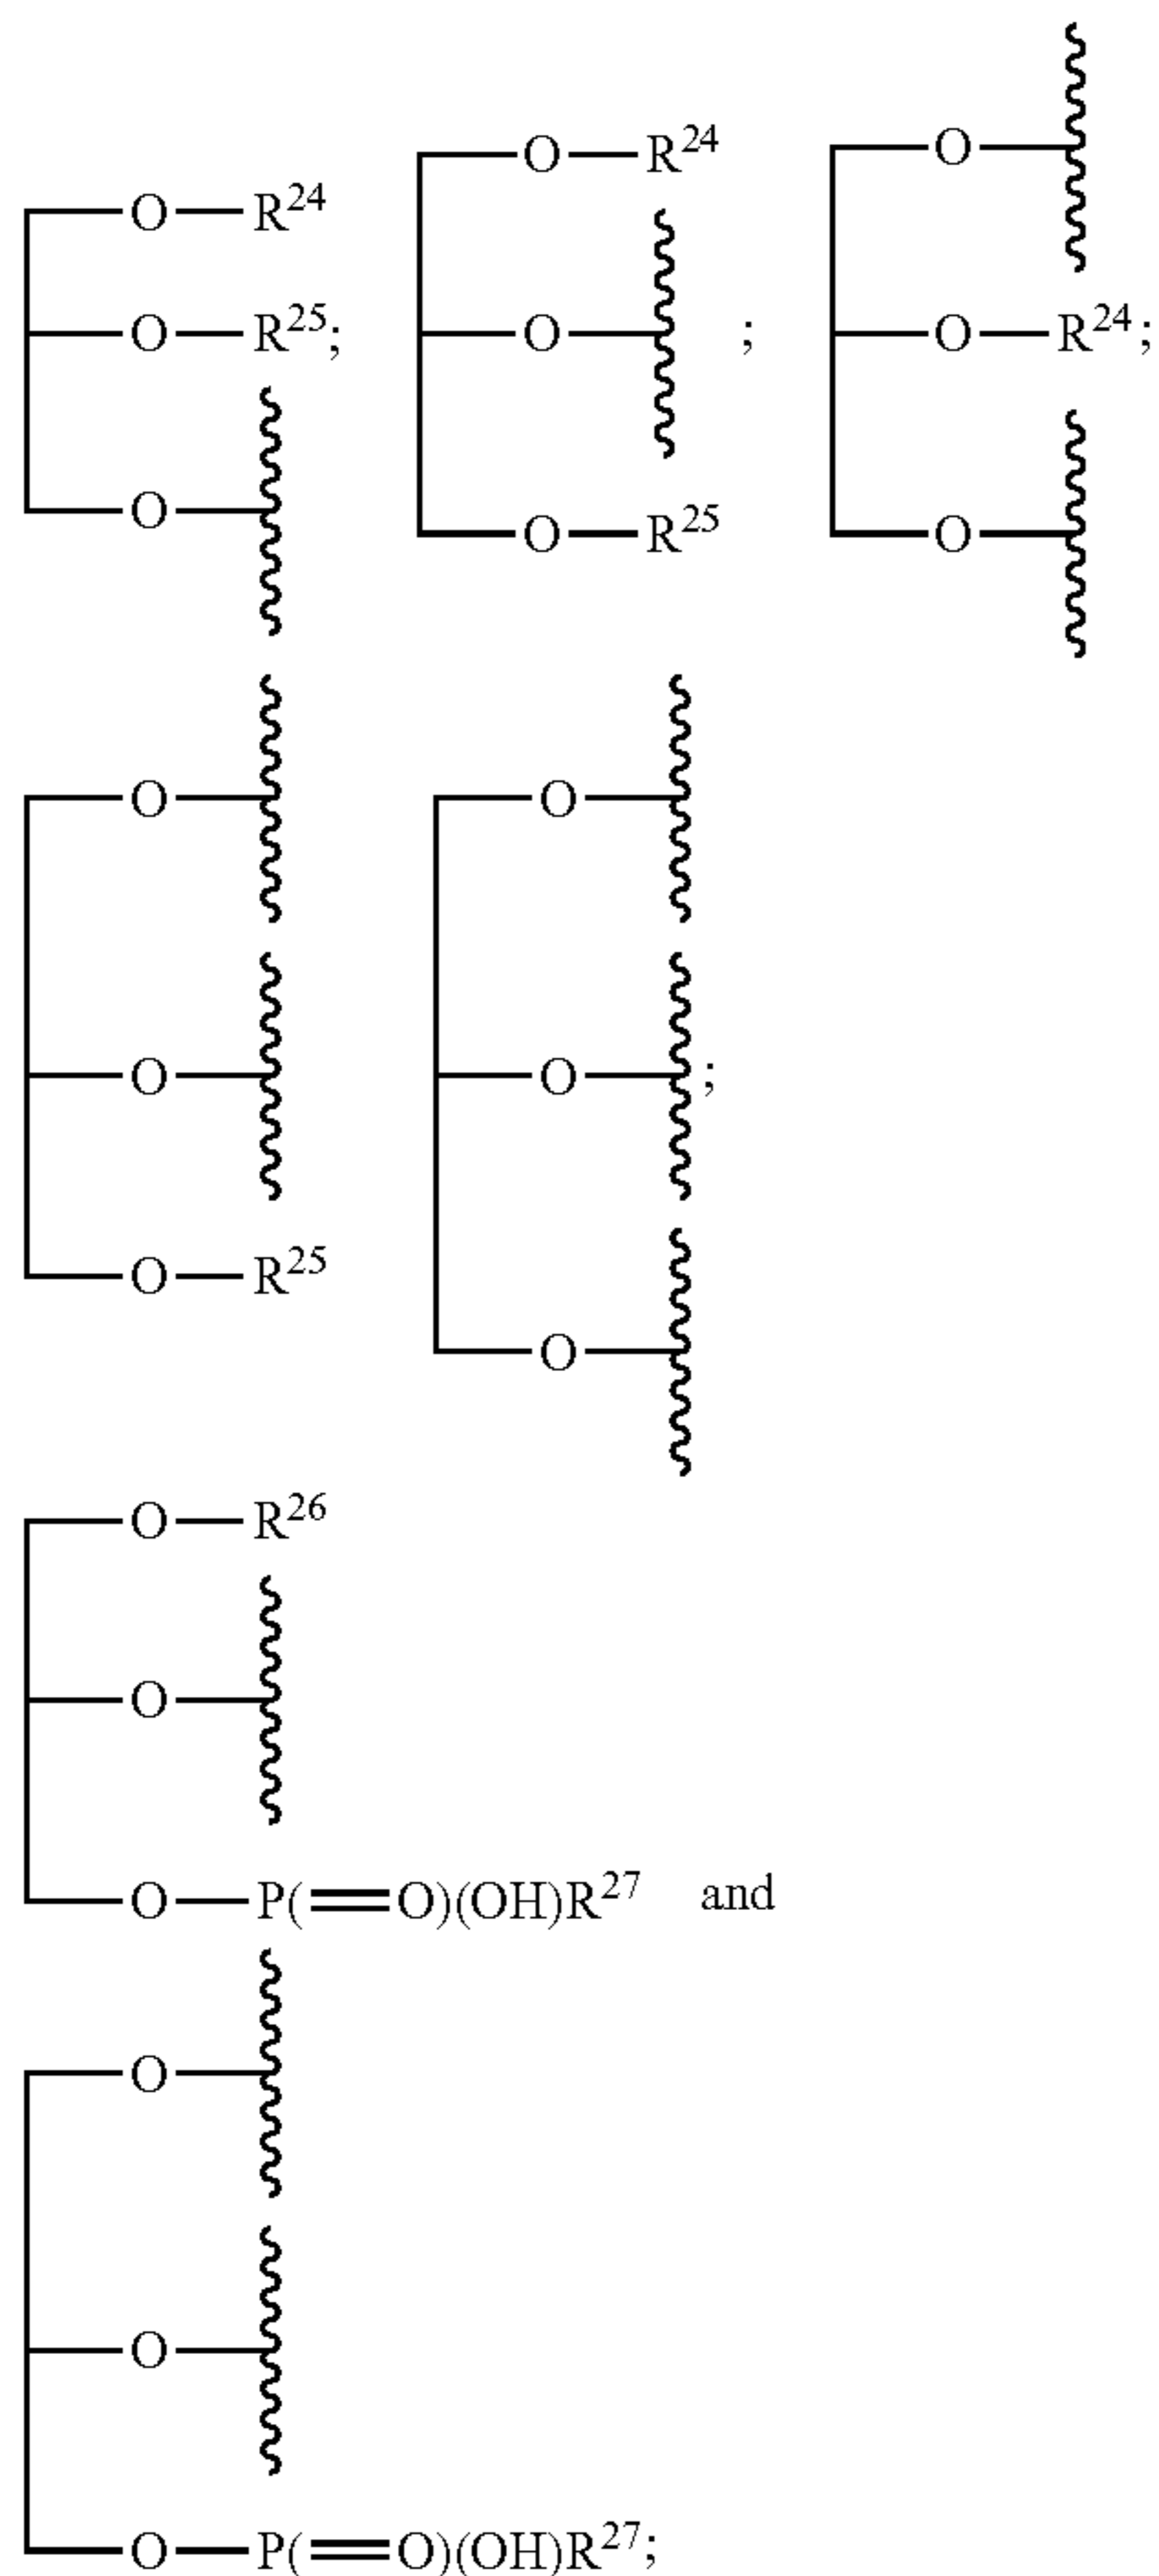 O—R²⁴ O—R²⁴ O
O—R²⁵; O ; O—R²⁴;
O O—R²⁵ O
O O
O O ;
O—R²⁵ O
O—R²⁶
O
O—P(═O)(OH)R²⁷ and
O
O
O—P(═O)(OH)R²⁷;